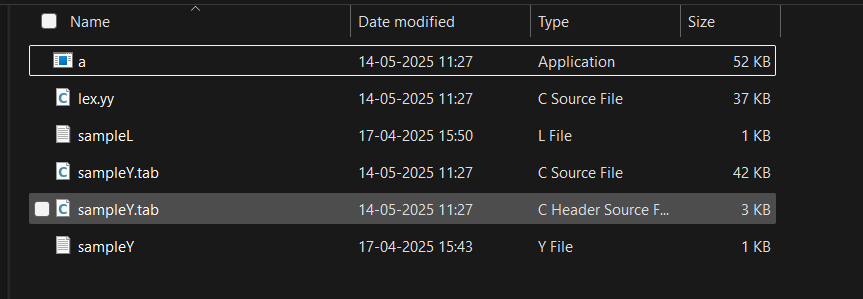 Name Date modified Type Size
a 14-05-2025 11:27 Application 52 KB
lex.yy 14-05-2025 11:27 C Source File 37 KB
sampleL 17-04-2025 15:50 L File 1 KB
sampleY.tab 14-05-2025 11:27 C Source File 42 KB
sampleY.tab 14-05-2025 11:27 C Header Source F... 3 KB
sampleY 17-04-2025 15:43 Y File 1 KB